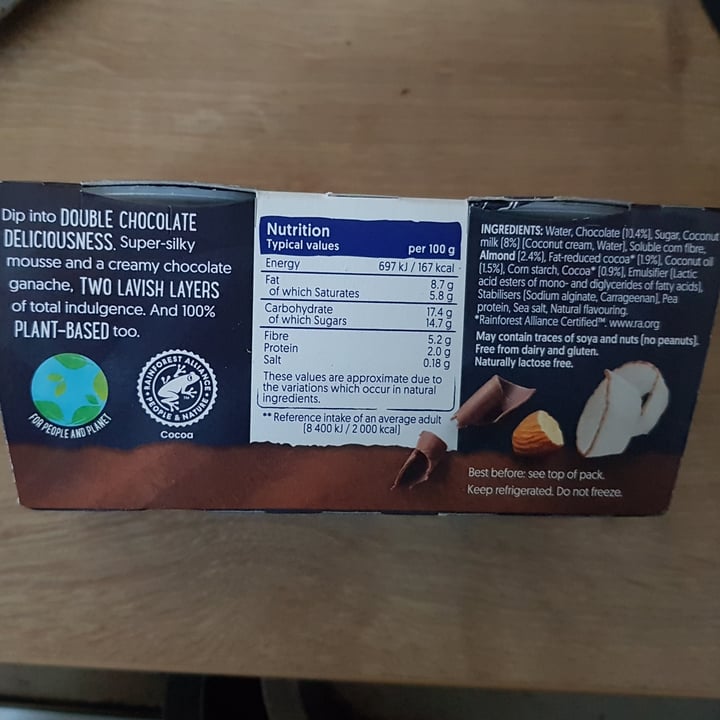 Dip into DOUBLE CHOCOLATE
DELICIOUSNESS. Super-silky
mousse and a creamy chocolate
ganache, TWO LAVISH LAYERS
of total indulgence. And 100%
PLANT-BASED too.
FOR PEOPLE AND PLANET
RAINFOREST ALLIANCE
PEOPLE & NATURE
TM
Cocoa
Nutrition
Typical values per 100 g
Energy 697 kJ / 167 kcal
Fat 8.7 g
of which Saturates 5.8 g
Carbohydrate 17.4 g
of which Sugars 14.7 g
Fibre 5.2 g
Protein 2.0 g
Salt 0.18 g
These values are approximate due to
the variations which occur in natural
ingredients.
** Reference intake of an average adult
(8 400 kJ / 2 000 kcal)
INGREDIENTS: Water, Chocolate (10.4%), Sugar, Coconut
milk (8%) (Coconut cream, Water), Soluble corn fibre,
Almond (2.4%), Fat-reduced cocoa* (1.9%), Coconut oil
(1.5%), Corn starch, Cocoa* (0.9%), Emulsifier (Lactic
acid esters of mono- and diglycerides of fatty acids),
Stabilisers (Sodium alginate, Carrageenan), Pea
protein, Sea salt, Natural flavouring.
*Rainforest Alliance Certified™. www.ra.org
May contain traces of soya and nuts (no peanuts).
Free from dairy and gluten.
Naturally lactose free.
Best before: see top of pack.
Keep refrigerated. Do not freeze.